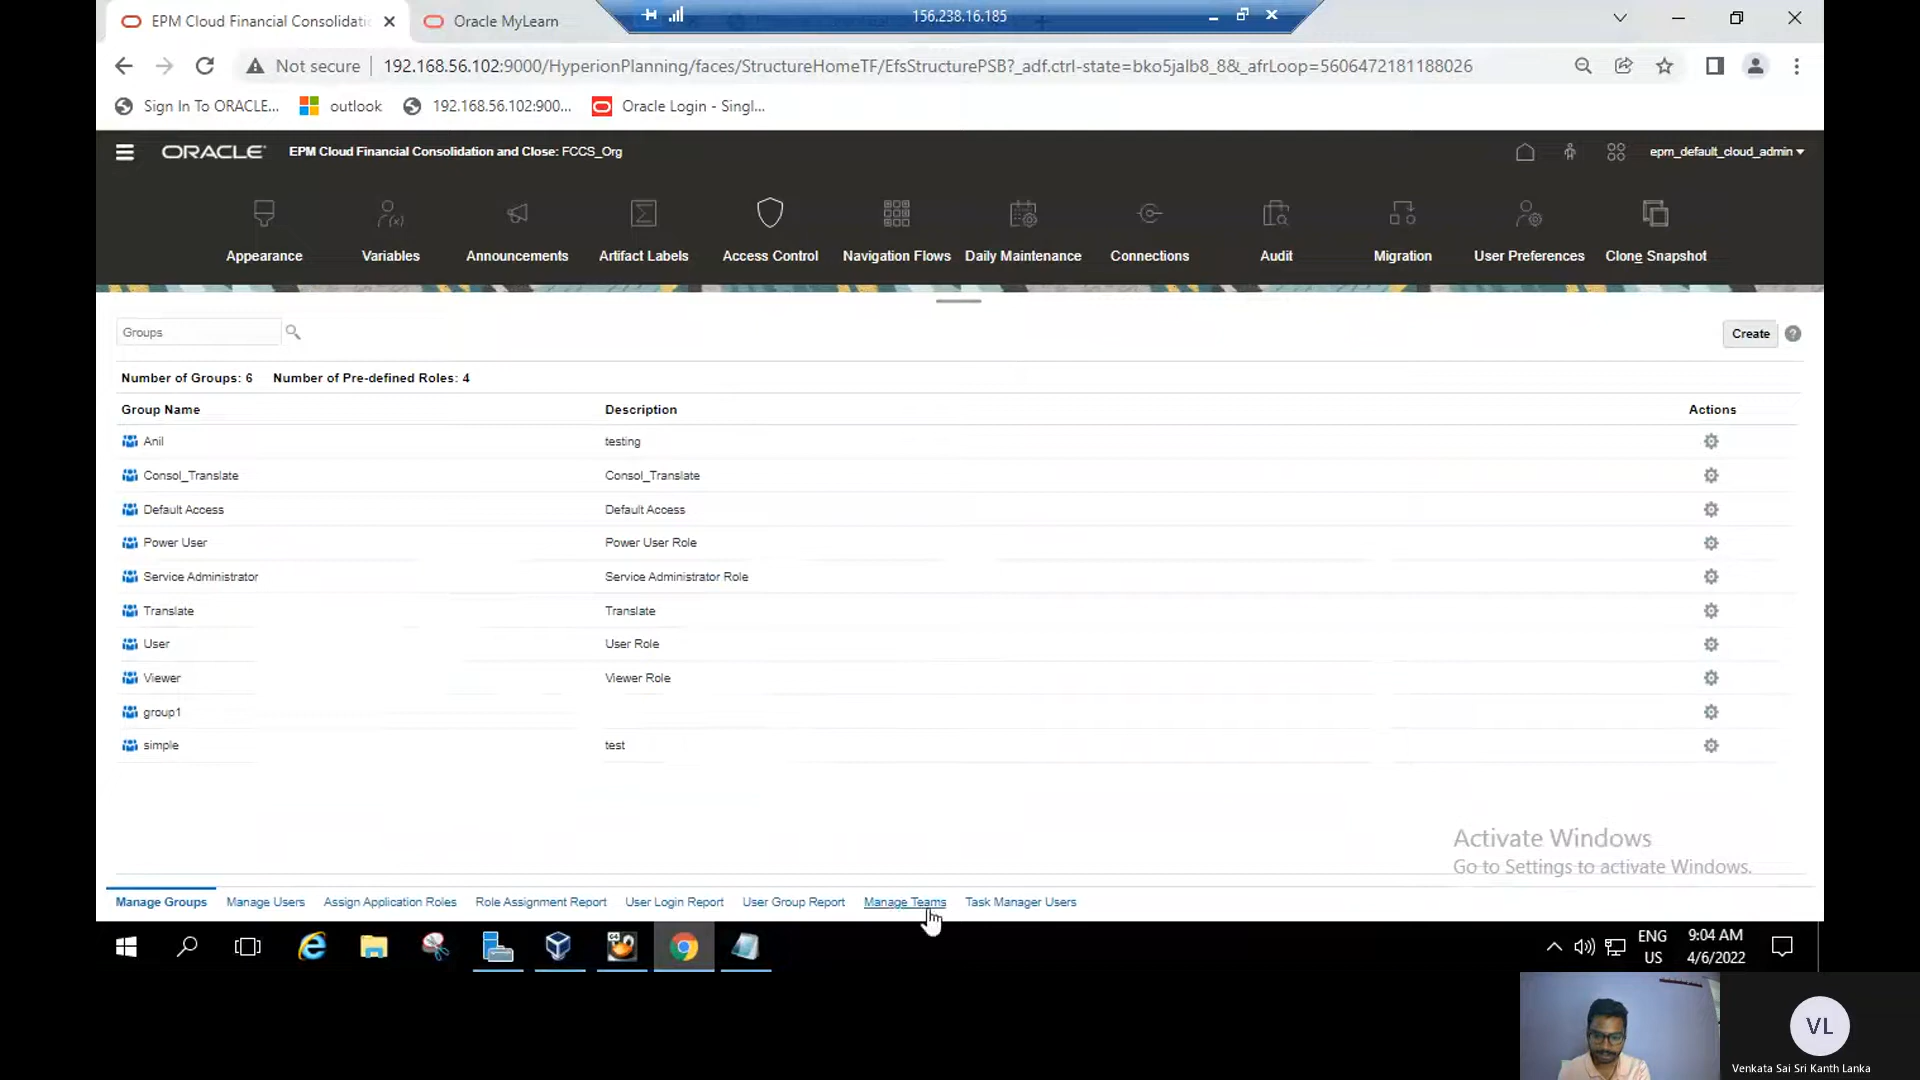 EPM Cloud Financial Consolidati
Oracle MyLearn
156.238.16.185
Not secure
192.168.56.102:9000/HyperionPlanning/faces/StructureHomeTF/EfsStructurePSB?_adf.ctrl-state=bko5jalb8_8&_afrLoop=5606472181188026
Sign In To ORACLE...
outlook
192.168.56.102:900...
Oracle Login - Singl...
ORACLE
EPM Cloud Financial Consolidation and Close: FCCS_Org
epm_default_cloud_admin
Appearance
Variables
Announcements
Artifact Labels
Access Control
Navigation Flows
Daily Maintenance
Connections
Audit
Migration
User Preferences
Clone Snapshot
Groups
Create
?
Number of Groups: 6 Number of Pre-defined Roles: 4
Group Name Description Actions
Anil testing
Consol_Translate Consol_Translate
Default Access Default Access
Power User Power User Role
Service Administrator Service Administrator Role
Translate Translate
User User Role
Viewer Viewer Role
group1
simple test
Activate Windows
Go to Settings to activate Windows.
Manage Groups Manage Users Assign Application Roles Role Assignment Report User Login Report User Group Report Manage Teams Task Manager Users
ENG
US
9:04 AM
4/6/2022
VL
Venkata Sai Sri Kanth Lanka